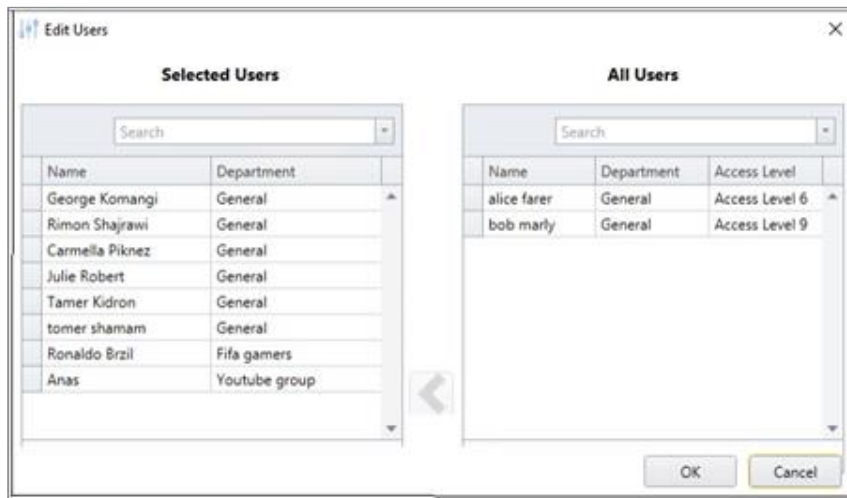 Edit Users
Selected Users
Search
Name Department
George Komangi General
Rimon Shajrawi General
Carmella Piknez General
Julie Robert General
Tamer Kidron General
tomer shamam General
Ronaldo Brzil Fifa gamers
Anas Youtube group
All Users
Search
Name Department Access Level
alice farer General Access Level 6
bob marly General Access Level 9
OK Cancel